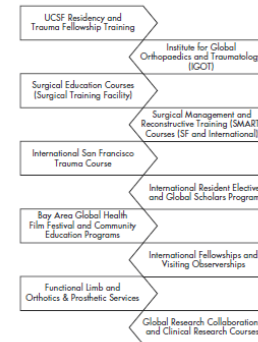 UCSF Residency and
Trauma Fellowship Training
Institute for Global
Orthopaedics and Traumatolog
(IGOT)
Surgical Education Courses
(Surgical Training Facility)
Surgical Management and
Reconstructive Training (SMART
Courses (SF and International)
International San Francisco
Trauma Course
International Resident Elective
and Global Scholars Program
Bay Area Global Health
Film Festival and Community
Education Programs
International Fellowships and
Visiting Observerships
Functional Limb and
Orthotics & Prosthetic Services
Global Research Collaboration
and Clinical Research Courses